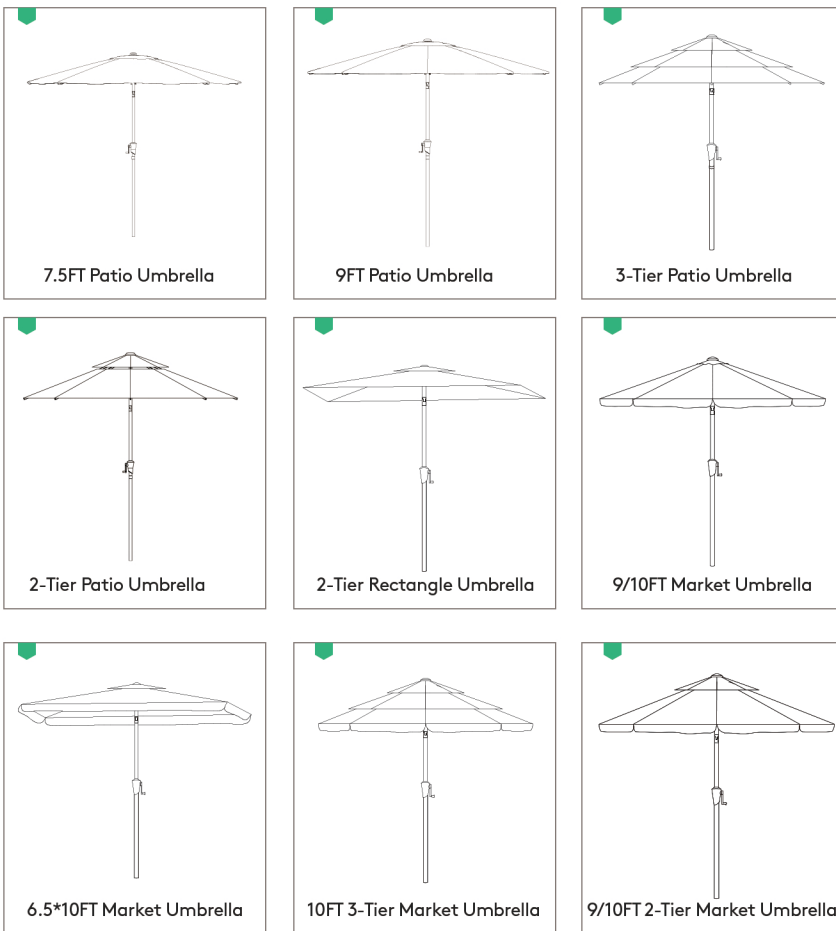 7.5FT Patio Umbrella
9FT Patio Umbrella
3-Tier Patio Umbrella
2-Tier Patio Umbrella
2-Tier Rectangle Umbrella
9/10FT Market Umbrella
6.5*10FT Market Umbrella
10FT 3-Tier Market Umbrella
9/10FT 2-Tier Market Umbrella